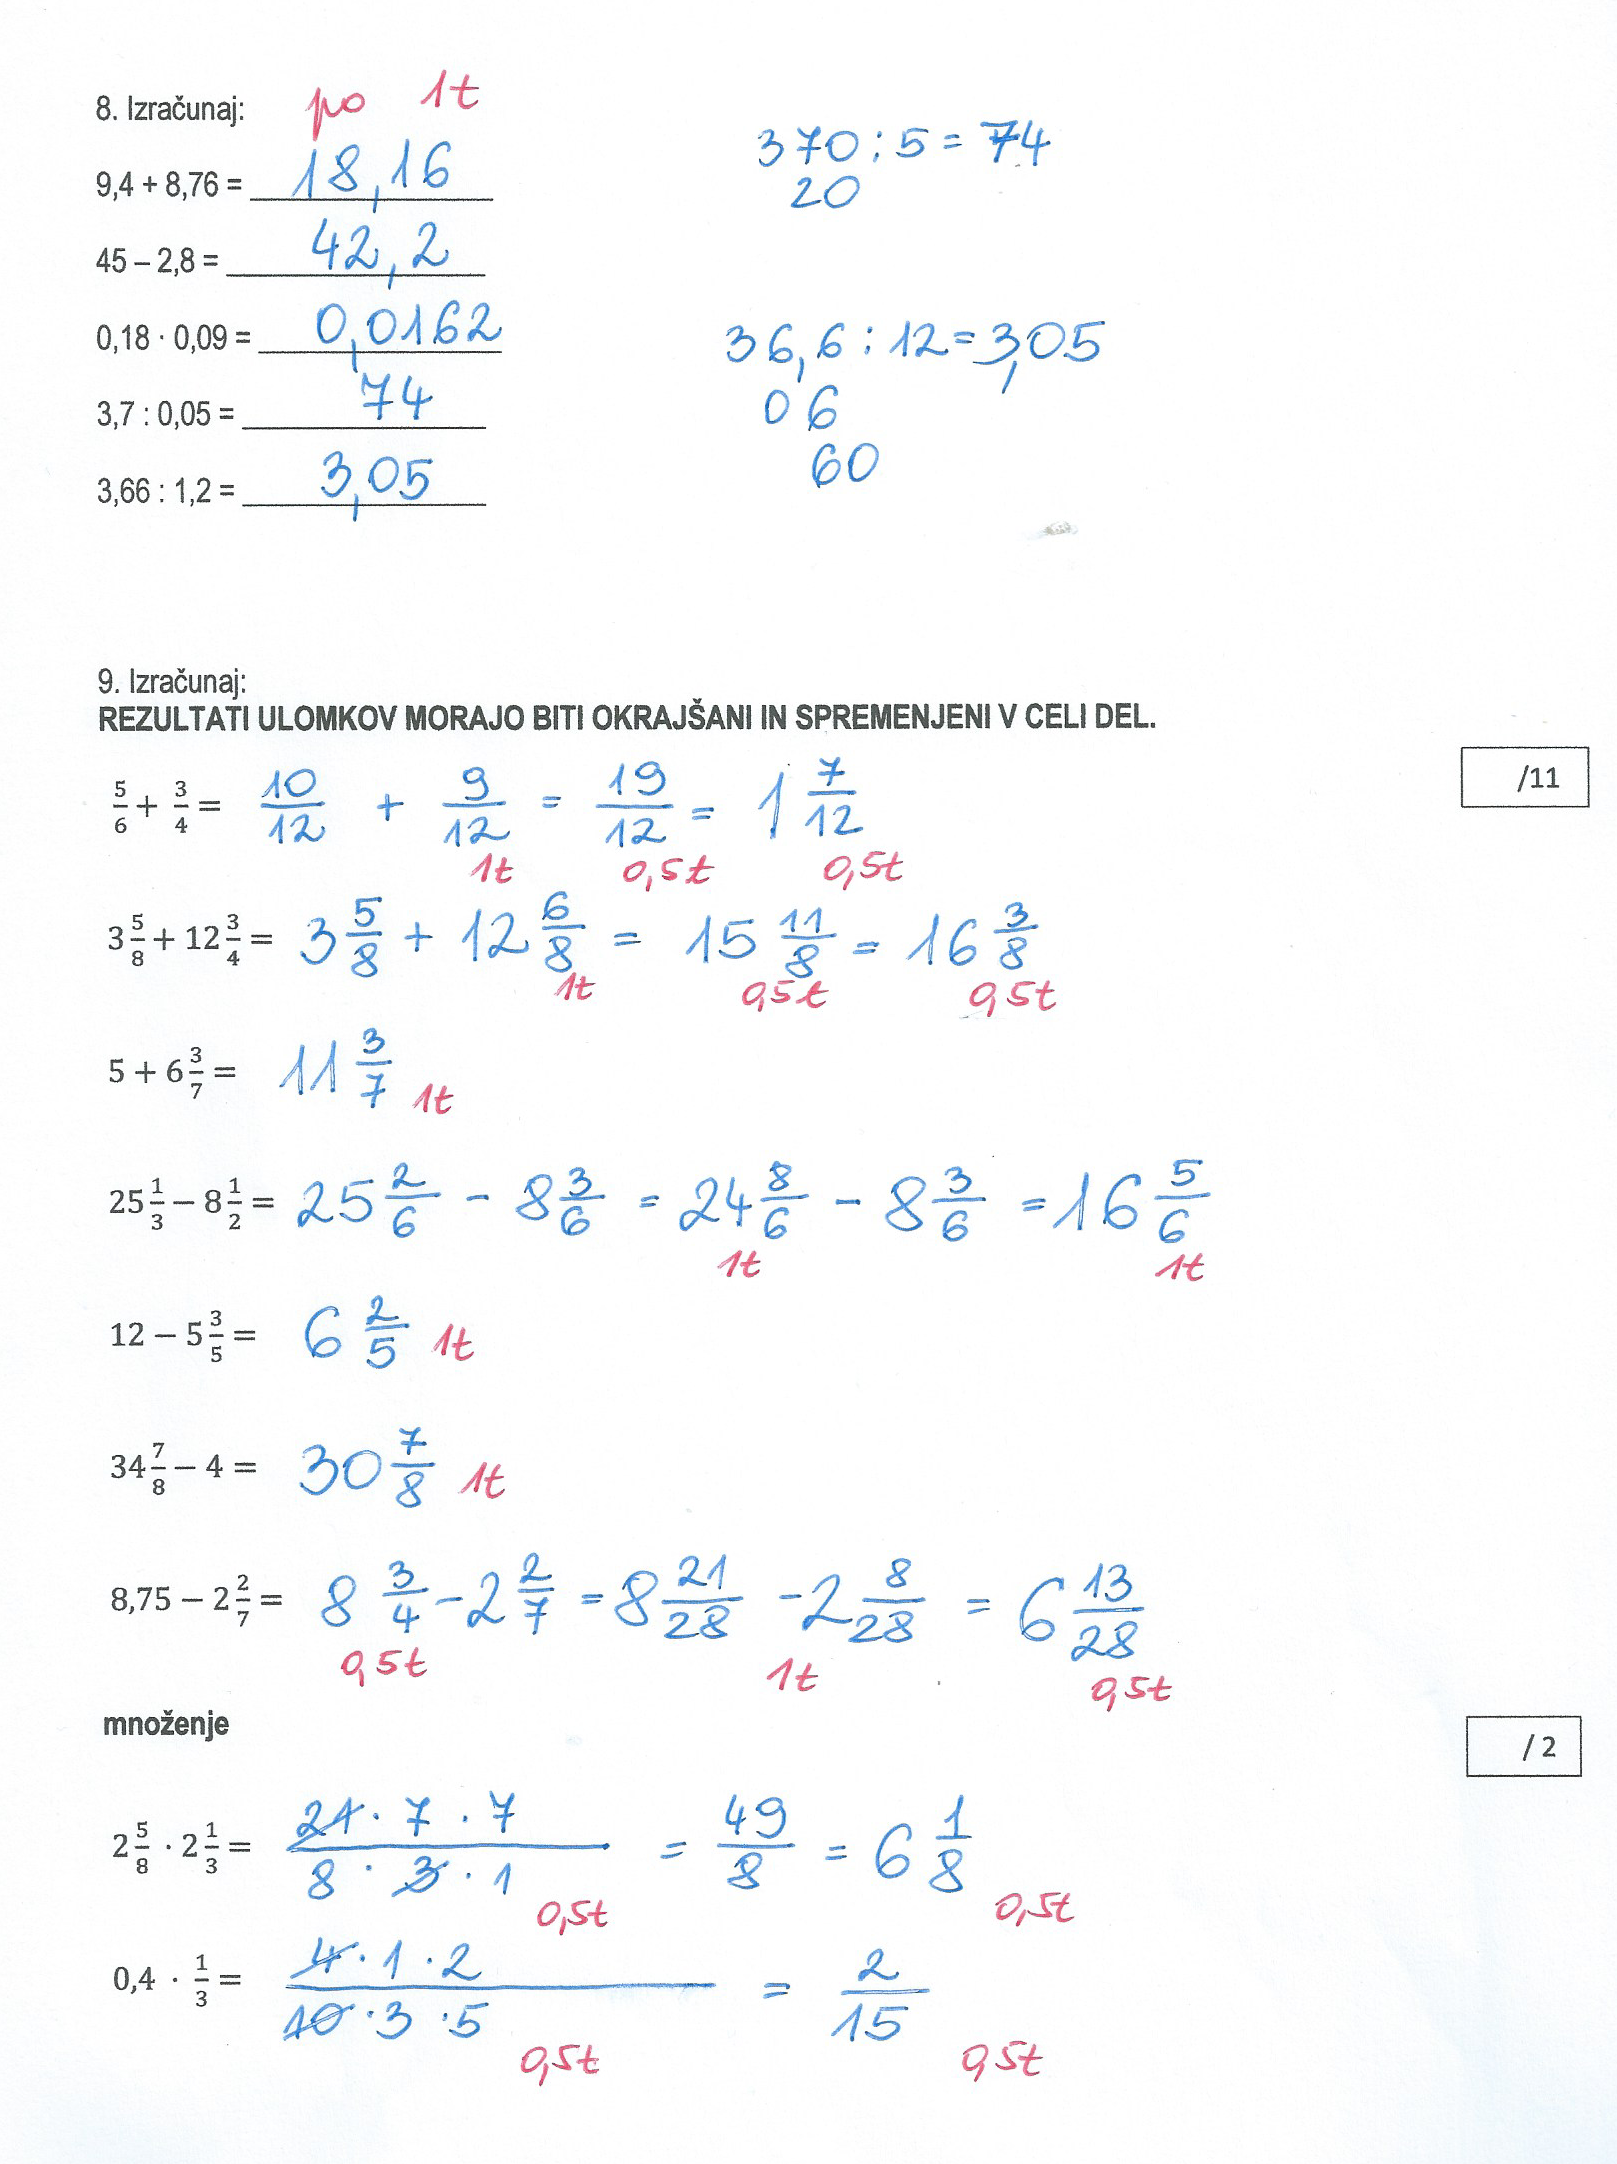 8. Izračunaj: po 1t
9,4 + 8,76 = 18,16
370 : 5 = 74
20
45 – 2,8 = 42,2
0,18 · 0,09 = 0,0162
36,6 : 12 = 3,05
06
60
3,7 : 0,05 = 74
3,66 : 1,2 = 3,05
9. Izračunaj:
REZULTATI ULOMKOV MORAJO BITI OKRAJŠANI IN SPREMENJENI V CELI DEL.
/11
5/6 + 3/4 = 10/12 + 9/12 = 19/12 = 1 7/12
1t 0,5t 0,5t
3 5/8 + 12 3/4 = 3 5/8 + 12 6/8 = 15 11/8 = 16 3/8
1t 0,5t 0,5t
5 + 6 3/7 = 11 3/7 1t
25 1/3 – 8 1/2 = 25 2/6 - 8 3/6 = 24 8/6 - 8 3/6 = 16 5/6
1t 1t
12 – 5 3/5 = 6 2/5 1t
34 7/8 – 4 = 30 7/8 1t
8,75 – 2 2/7 = 8 3/4 - 2 2/7 = 8 21/28 - 2 8/28 = 6 13/28
0,5t 1t 0,5t
množenje
/ 2
2 5/8 · 2 1/3 = 21 · 7 · 7 / 8 · 3 · 1 = 49/8 = 6 1/8
0,5t 0,5t
0,4 · 1/3 = 4 · 1 · 2 / 10 · 3 · 5 = 2/15
0,5t 0,5t